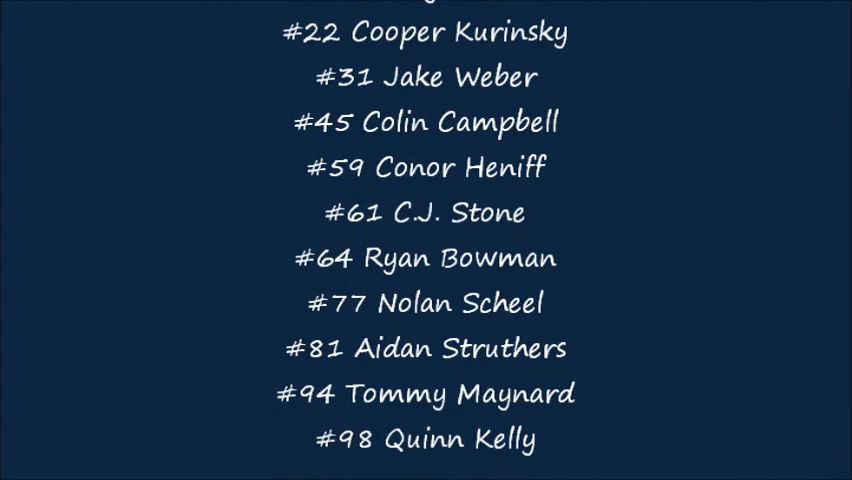 #22 Cooper Kurinsky
#31 Jake Weber
#45 Colin Campbell
#59 Conor Heniff
#61 C.J. Stone
#64 Ryan Bowman
#77 Nolan Scheel
#81 Aidan Struthers
#94 Tommy Maynard
#98 Quinn Kelly